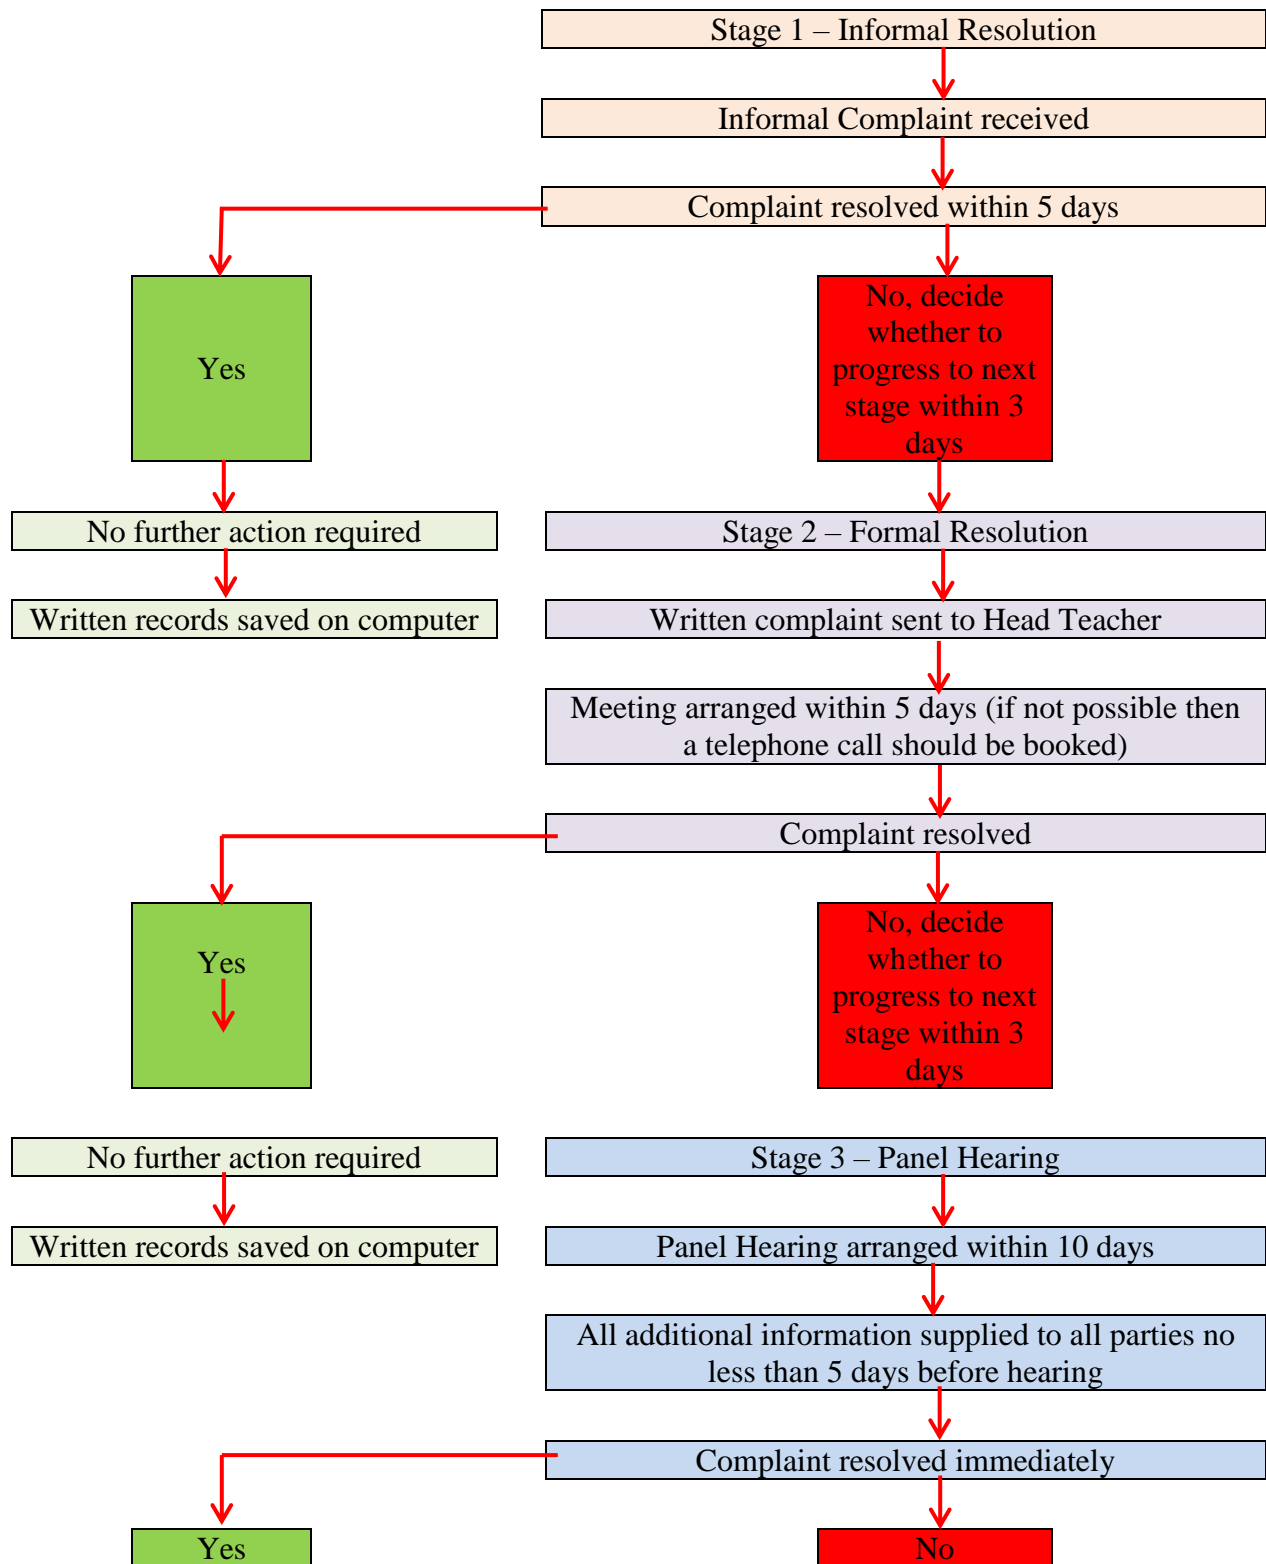 Stage 1 – Informal Resolution
Informal Complaint received
Complaint resolved within 5 days
Yes
No, decide
whether to
progress to next
stage within 3
days
No further action required
Stage 2 – Formal Resolution
Written records saved on computer
Written complaint sent to Head Teacher
Meeting arranged within 5 days (if not possible then
a telephone call should be booked)
Complaint resolved
Yes
No, decide
whether to
progress to next
stage within 3
days
No further action required
Stage 3 – Panel Hearing
Written records saved on computer
Panel Hearing arranged within 10 days
All additional information supplied to all parties no
less than 5 days before hearing
Complaint resolved immediately
Yes
No